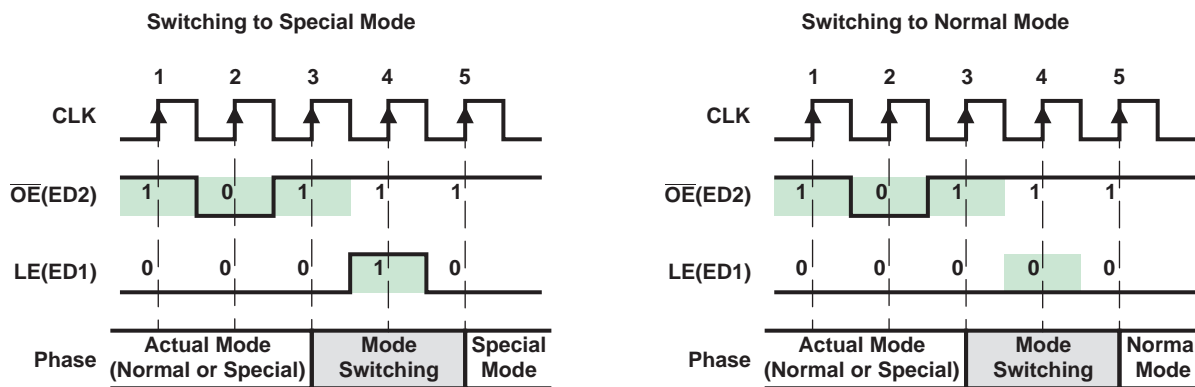 Switching to Special Mode
1 2 3 4 5
CLK
OE(ED2) 1 0 1 1 1
LE(ED1) 0 0 0 1 0
Phase
Actual Mode
(Normal or Special)
Mode
Switching
Special
Mode
Switching to Normal Mode
1 2 3 4 5
CLK
OE(ED2) 1 0 1 1 1
LE(ED1) 0 0 0 0 0
Phase
Actual Mode
(Normal or Special)
Mode
Switching
Norma
Mode